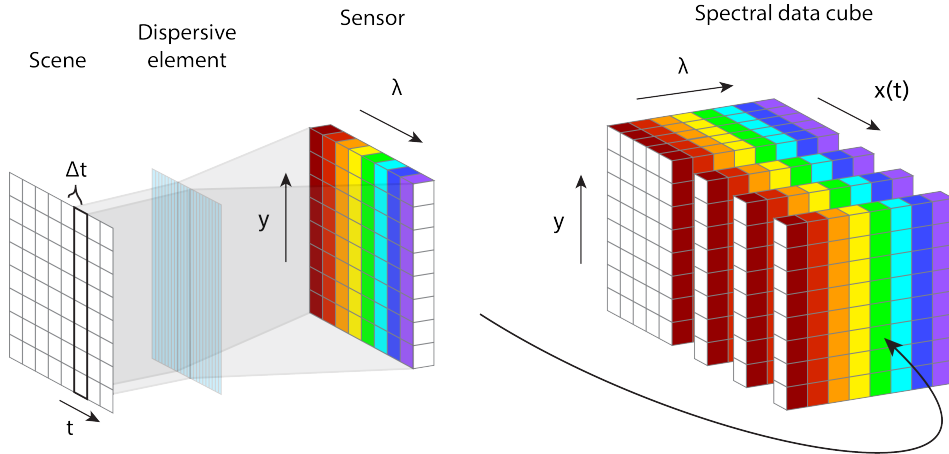 Scene
Dispersive
element
Sensor
Δt
λ
y
t
Spectral data cube
λ
x(t)
y